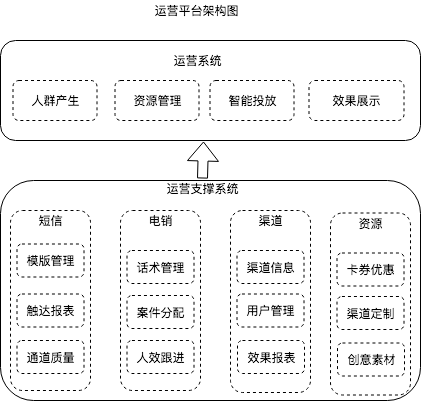 运营平台架构图
运营系统
人群产生 资源管理 智能投放 效果展示
运营支撑系统
短信 电销 渠道 资源
模版管理 话术管理 渠道信息 卡券优惠
触达报表 案件分配 用户管理 渠道定制
通道质量 人效跟进 效果报表 创意素材